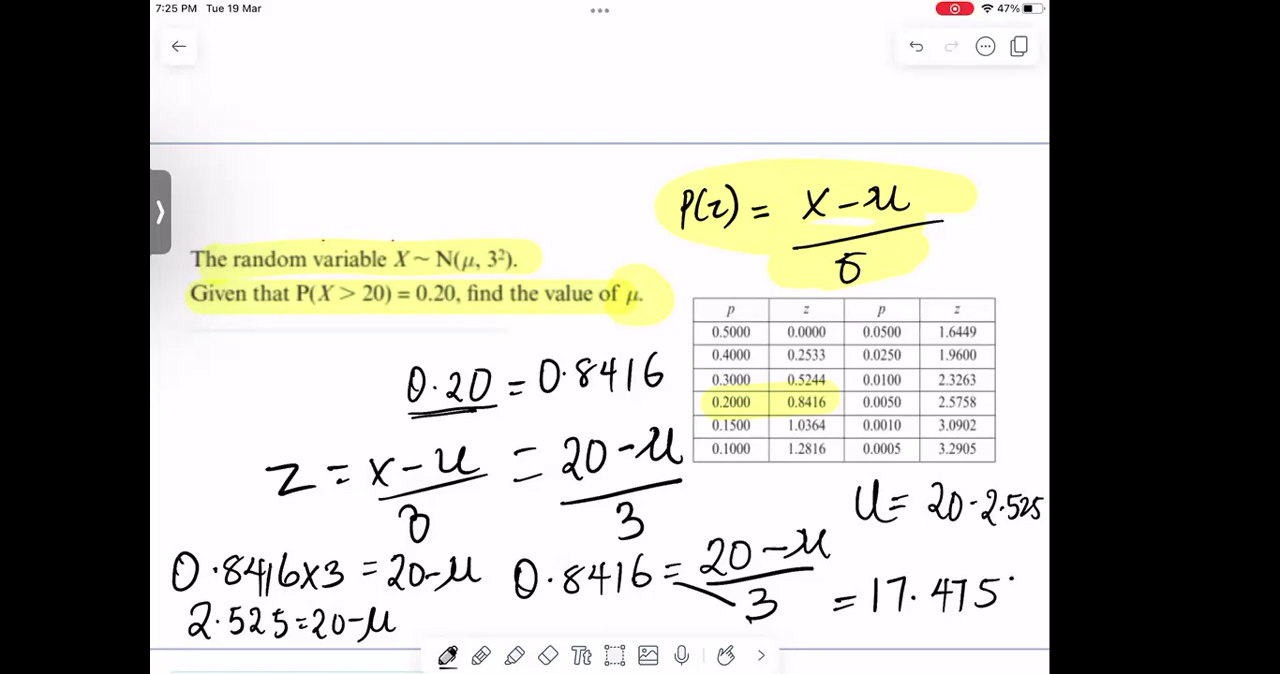 7:25 PM Tue 19 Mar
47%
P(z) = x - μ
σ
The random variable X ~ N(μ, 3²).
Given that P(X > 20) = 0.20, find the value of μ.
p z p z
0.5000 0.0000 0.0500 1.6449
0.4000 0.2533 0.0250 1.9600
0.3000 0.5244 0.0100 2.3263
0.2000 0.8416 0.0050 2.5758
0.1500 1.0364 0.0010 3.0902
0.1000 1.2816 0.0005 3.2905
0.20 = 0.8416
z = x - μ = 20 - μ
σ 3
0.8416 x 3 = 20 - μ
2.525 = 20 - μ
0.8416 = 20 - μ
3
μ = 20 - 2.525
= 17.475
Tt